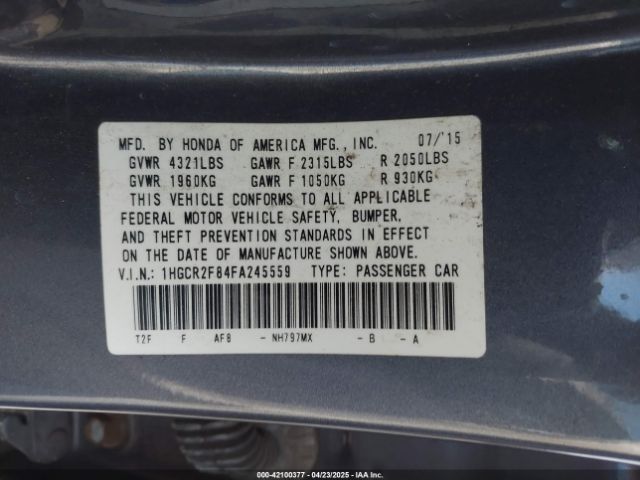 MFD. BY HONDA OF AMERICA MFG., INC. 07/'15
GVWR 4321LBS GAWR F 2315LBS R 2050LBS
GVWR 1960KG GAWR F 1050KG R 930KG
THIS VEHICLE CONFORMS TO ALL APPLICABLE
FEDERAL MOTOR VEHICLE SAFETY, BUMPER,
AND THEFT PREVENTION STANDARDS IN EFFECT
ON THE DATE OF MANUFACTURE SHOWN ABOVE.
V.I.N.: 1HGCR2F84FA245559 TYPE: PASSENGER CAR
T2F F AF8 -NH797MX -B -A
000-42100377 - 04/23/2025 - IAA Inc.